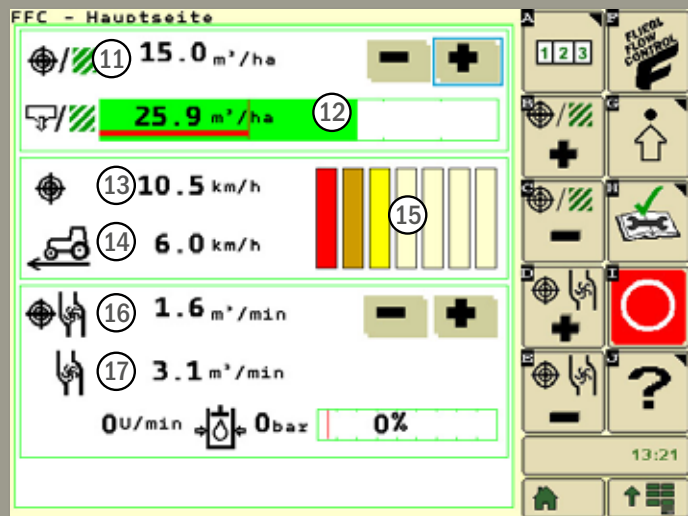 FFC - Hauptseite
11 15.0 m³/ha
25.9 m³/ha 12
13 10.5 km/h
14 6.0 km/h
15
16 1.6 m³/min
17 3.1 m³/min
0U/min 0bar 0%
A
123
B
C
D
E
F
FLIEGL
FLOW
CONTROL
G
H
I
J
?
13:21